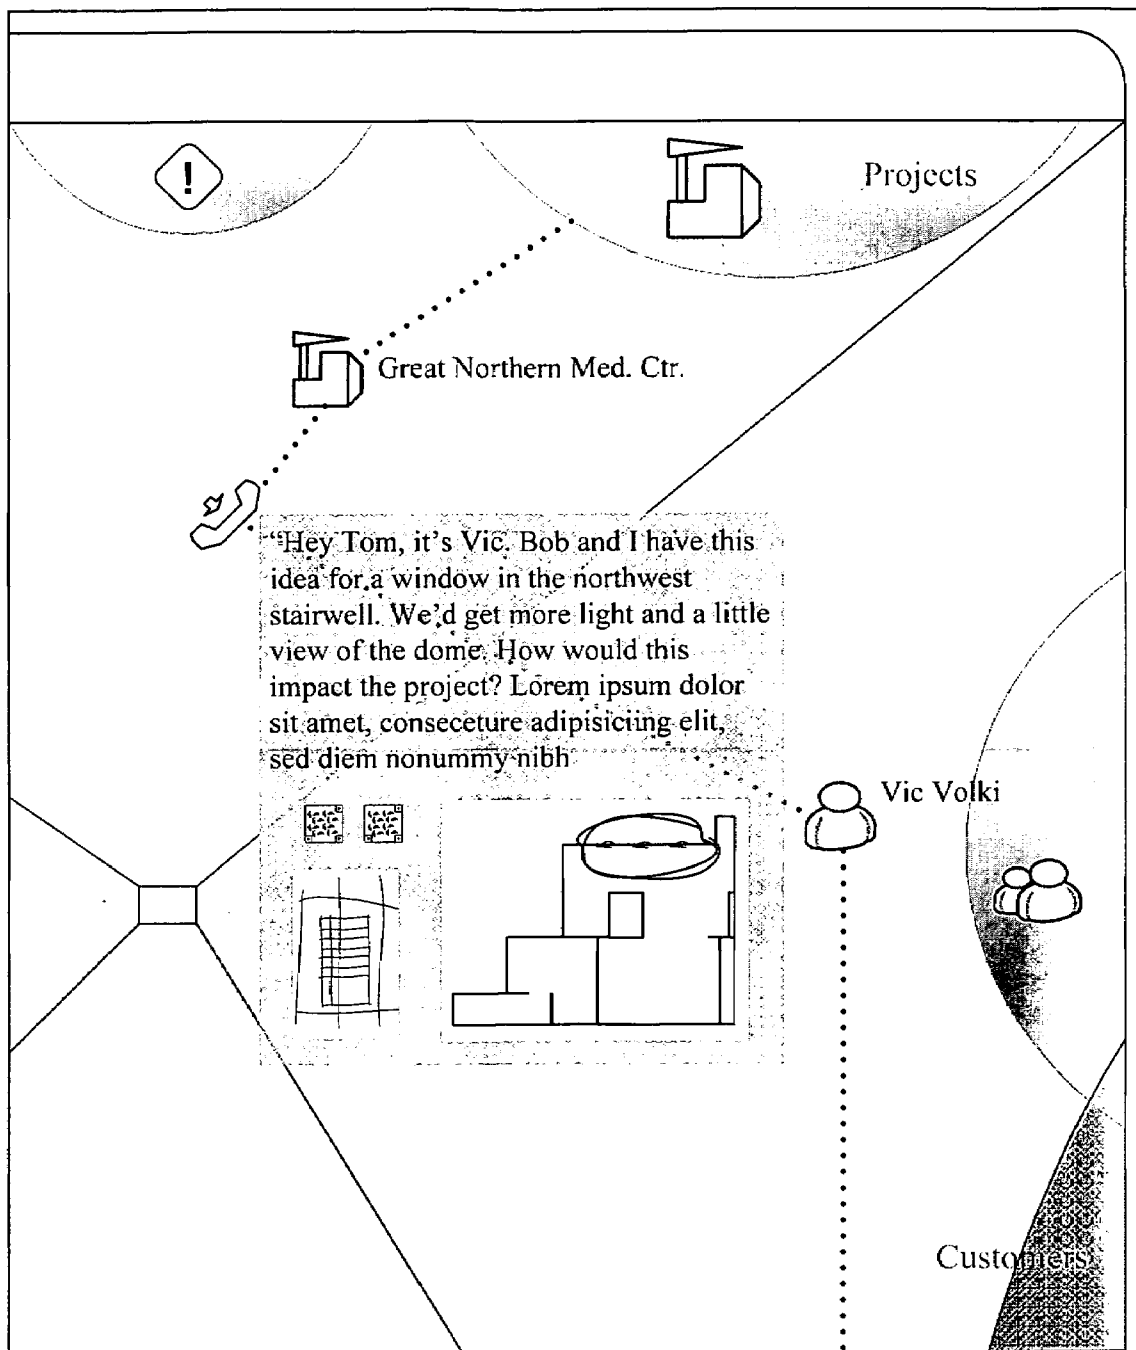 !
Projects
Great Northern Med. Ctr.
“Hey Tom, it’s Vic. Bob and I have this
idea for a window in the northwest
stairwell. We’d get more light and a little
view of the dome. How would this
impact the project? Lorem ipsum dolor
sit amet, conseceture adipisiciing elit,
sed diem nonummy nibh
Vic Volki
Customers